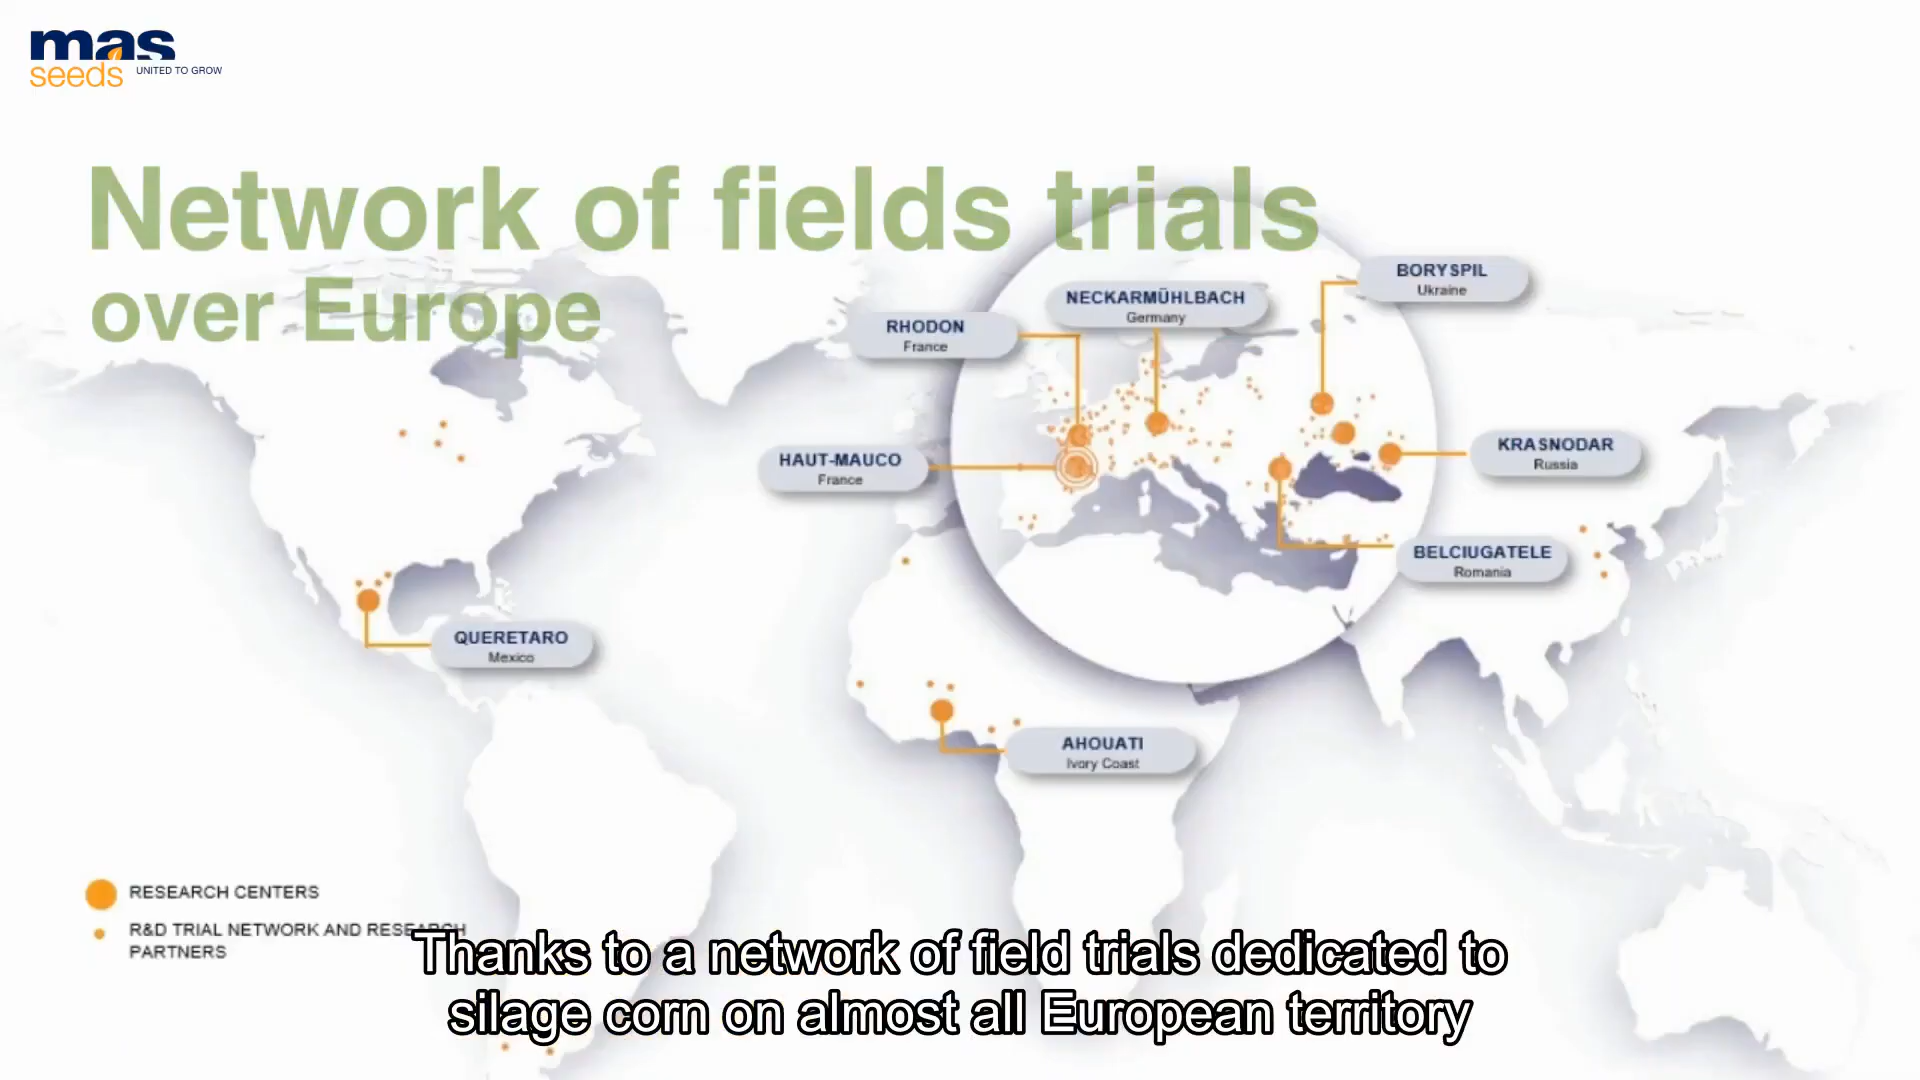 mas
seeds UNITED TO GROW
Network of fields trials
over Europe
BORYSPIL
Ukraine
NECKARMÜHLBACH
Germany
RHODON
France
KRASNODAR
Russia
HAUT-MAUCO
France
BELCIUGATELE
Romania
QUERETARO
Mexico
AHOUATI
Ivory Coast
RESEARCH CENTERS
R&D TRIAL NETWORK AND RESEARCH
PARTNERS
Thanks to a network of field trials dedicated to
silage corn on almost all European territory